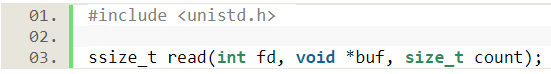 01. #include <unistd.h>
02.
03. ssize_t read(int fd, void *buf, size_t count);